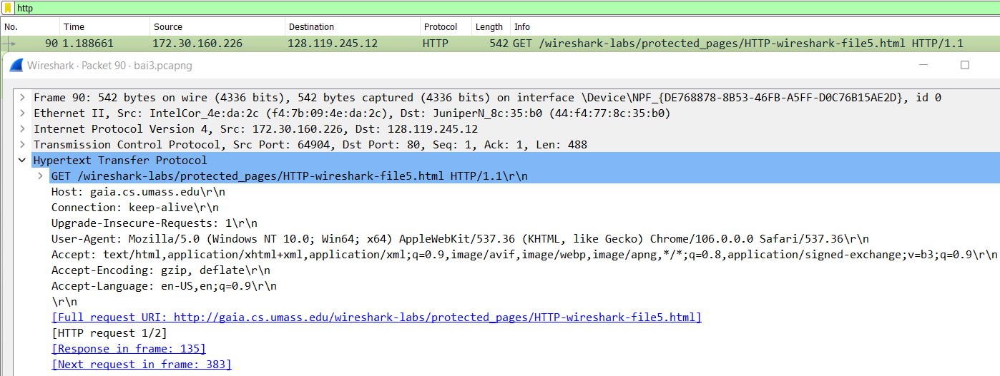 http
No. Time Source Destination Protocol Length Info
90 1.188661 172.30.160.226 128.119.245.12 HTTP 542 GET /wireshark-labs/protected_pages/HTTP-wireshark-file5.html HTTP/1.1
Wireshark · Packet 90 · bai3.pcapng
Frame 90: 542 bytes on wire (4336 bits), 542 bytes captured (4336 bits) on interface \Device\NPF_{DE768878-8B53-46FB-A5FF-D0C76B15AE2D}, id 0
Ethernet II, Src: IntelCor_4e:da:2c (f4:7b:09:4e:da:2c), Dst: JuniperN_8c:35:b0 (44:f4:77:8c:35:b0)
Internet Protocol Version 4, Src: 172.30.160.226, Dst: 128.119.245.12
Transmission Control Protocol, Src Port: 64904, Dst Port: 80, Seq: 1, Ack: 1, Len: 488
Hypertext Transfer Protocol
GET /wireshark-labs/protected_pages/HTTP-wireshark-file5.html HTTP/1.1\r\n
Host: gaia.cs.umass.edu\r\n
Connection: keep-alive\r\n
Upgrade-Insecure-Requests: 1\r\n
User-Agent: Mozilla/5.0 (Windows NT 10.0; Win64; x64) AppleWebKit/537.36 (KHTML, like Gecko) Chrome/106.0.0.0 Safari/537.36\r\n
Accept: text/html,application/xhtml+xml,application/xml;q=0.9,image/avif,image/webp,image/apng,*/*;q=0.8,application/signed-exchange;v=b3;q=0.9\r\n
Accept-Encoding: gzip, deflate\r\n
Accept-Language: en-US,en;q=0.9\r\n
\r\n
[Full request URI: http://gaia.cs.umass.edu/wireshark-labs/protected_pages/HTTP-wireshark-file5.html]
[HTTP request 1/2]
[Response in frame: 135]
[Next request in frame: 383]